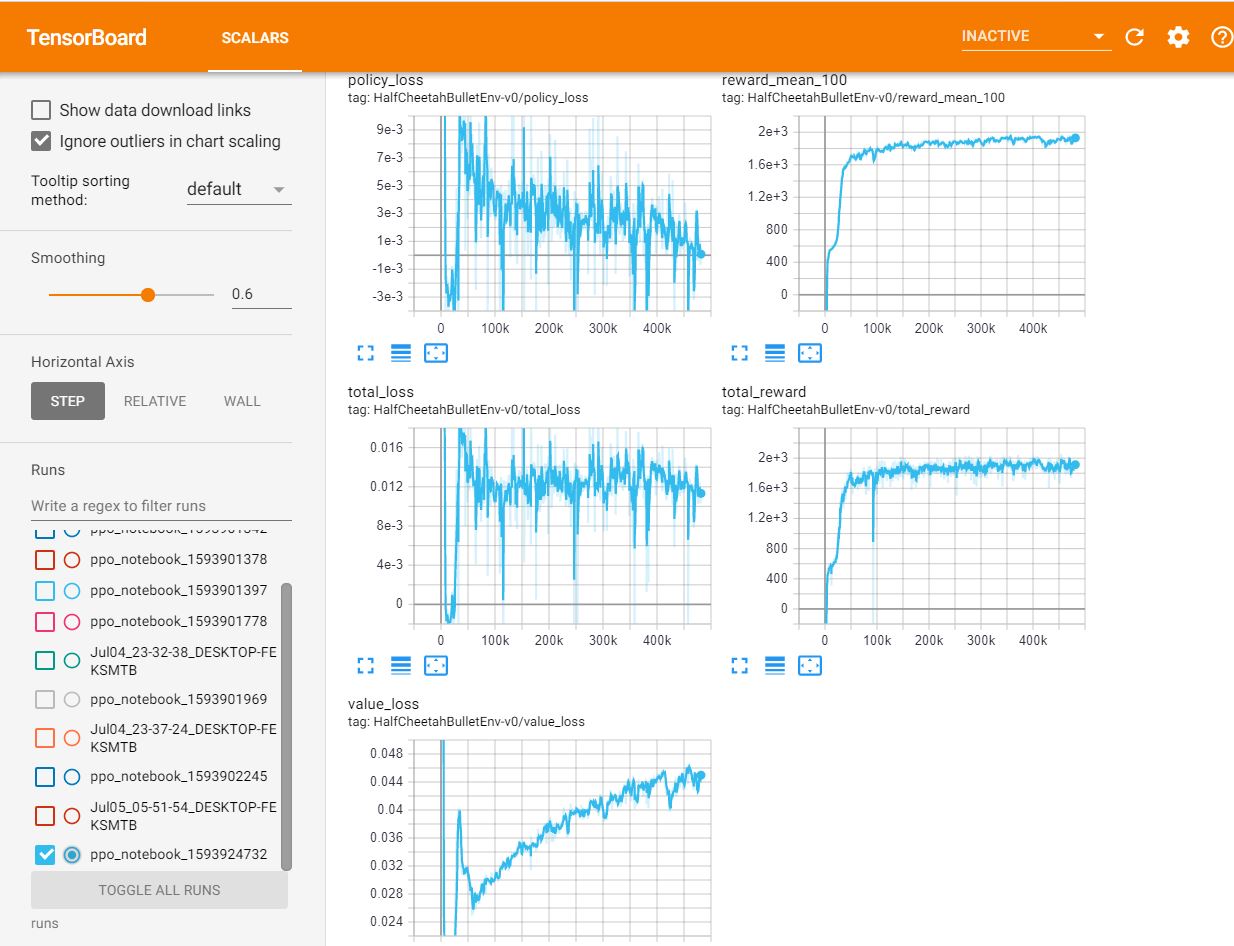 TensorBoard
SCALARS
INACTIVE
Show data download links
Ignore outliers in chart scaling
Tooltip sorting
method:
default
Smoothing
0.6
Horizontal Axis
STEP
RELATIVE
WALL
Runs
Write a regex to filter runs
ppo_notebook_1593901342
ppo_notebook_1593901378
ppo_notebook_1593901397
ppo_notebook_1593901778
Jul04_23-32-38_DESKTOP-FE
KSMTB
ppo_notebook_1593901969
Jul04_23-37-24_DESKTOP-FE
KSMTB
ppo_notebook_1593902245
Jul05_05-51-54_DESKTOP-FE
KSMTB
ppo_notebook_1593924732
TOGGLE ALL RUNS
runs
policy_loss
tag: HalfCheetahBulletEnv-v0/policy_loss
9e-3
7e-3
5e-3
3e-3
1e-3
-1e-3
-3e-3
0 100k 200k 300k 400k
reward_mean_100
tag: HalfCheetahBulletEnv-v0/reward_mean_100
2e+3
1.6e+3
1.2e+3
800
400
0
0 100k 200k 300k 400k
total_loss
tag: HalfCheetahBulletEnv-v0/total_loss
0.016
0.012
8e-3
4e-3
0
0 100k 200k 300k 400k
total_reward
tag: HalfCheetahBulletEnv-v0/total_reward
2e+3
1.6e+3
1.2e+3
800
400
0
0 100k 200k 300k 400k
value_loss
tag: HalfCheetahBulletEnv-v0/value_loss
0.048
0.044
0.04
0.036
0.032
0.028
0.024